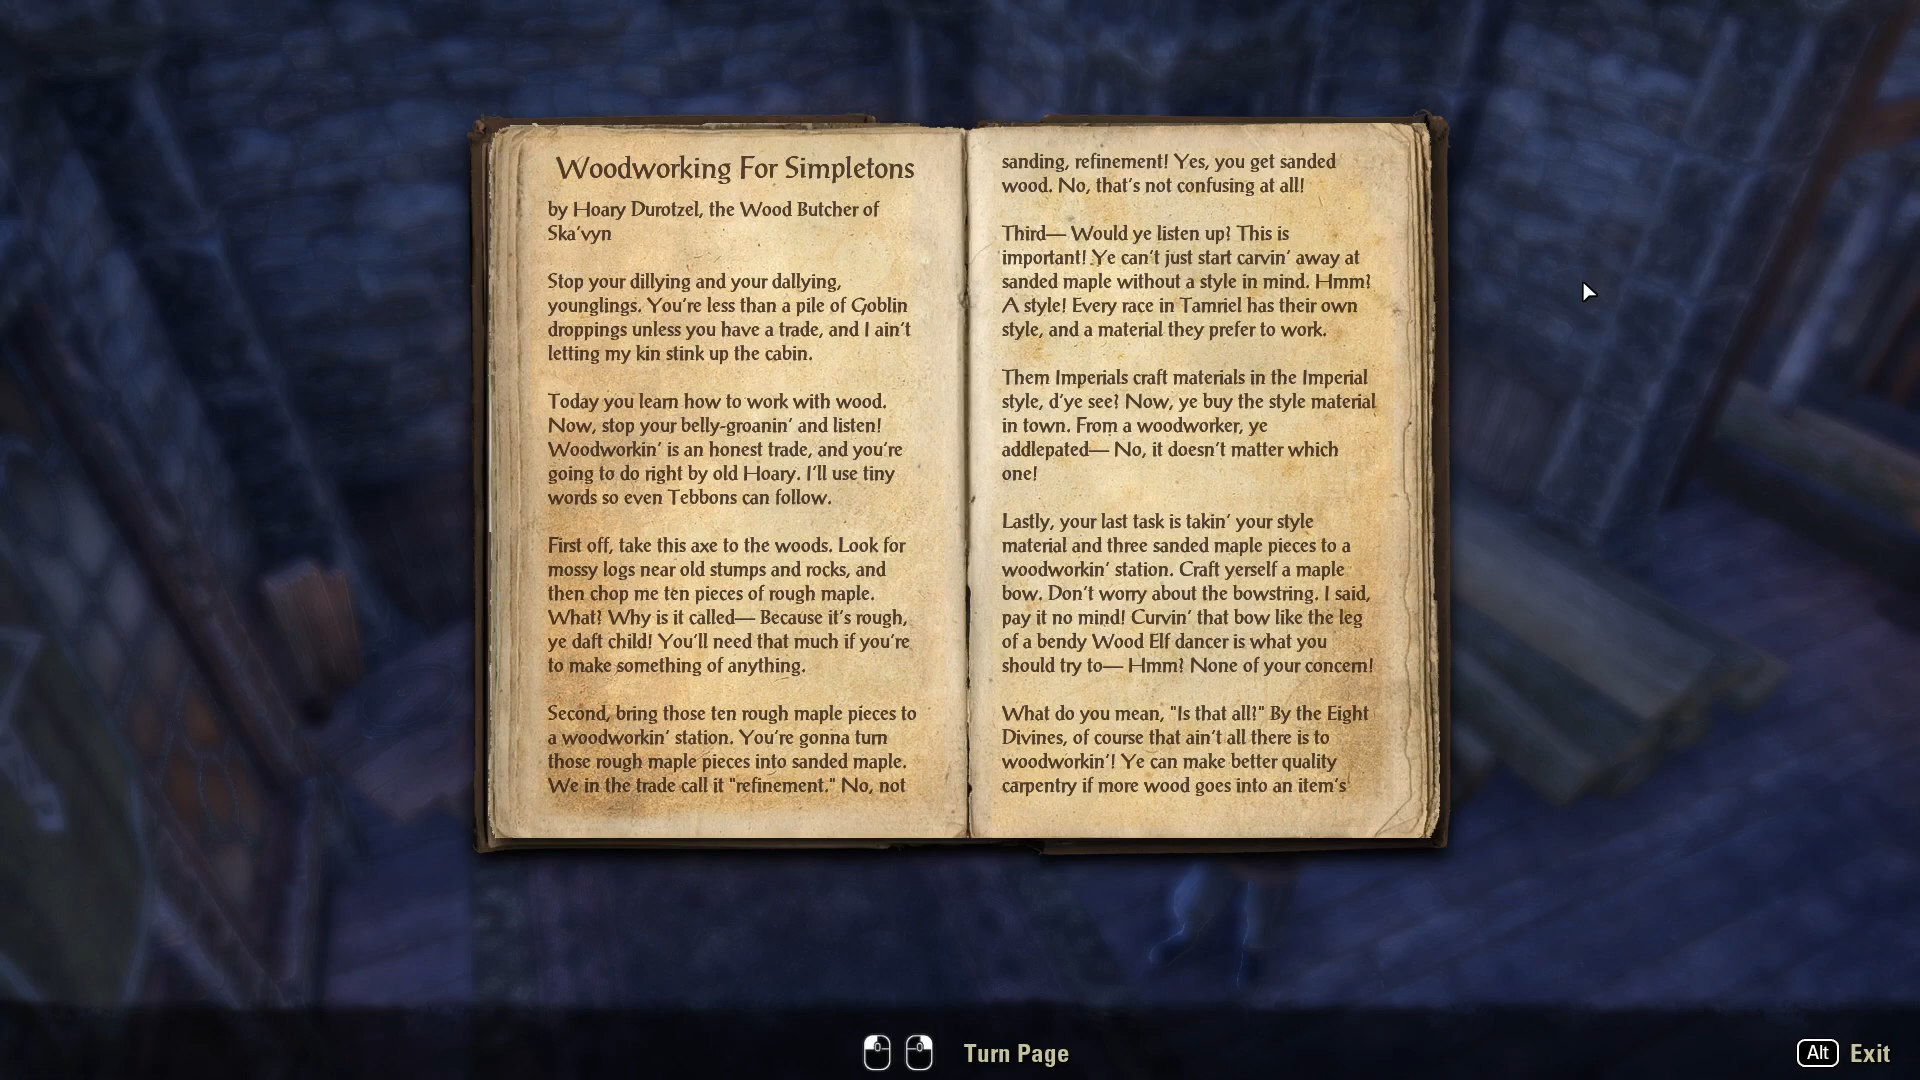 Woodworking For Simpletons
by Hoary Durotzel, the Wood Butcher of
Ska'vyn
Stop your dillying and your dallying,
younglings. You're less than a pile of Goblin
droppings unless you have a trade, and I ain't
letting my kin stink up the cabin.
Today you learn how to work with wood.
Now, stop your belly-groanin' and listen!
Woodworkin' is an honest trade, and you're
going to do right by old Hoary. I'll use tiny
words so even Tebbons can follow.
First off, take this axe to the woods. Look for
mossy logs near old stumps and rocks, and
then chop me ten pieces of rough maple.
What? Why is it called— Because it's rough,
ye daft child! You'll need that much if you're
to make something of anything.
Second, bring those ten rough maple pieces to
a woodworkin' station. You're gonna turn
those rough maple pieces into sanded maple.
We in the trade call it "refinement." No, not
sanding, refinement! Yes, you get sanded
wood. No, that's not confusing at all!
Third— Would ye listen up? This is
important! Ye can't just start carvin' away at
sanded maple without a style in mind. Hmm?
A style! Every race in Tamriel has their own
style, and a material they prefer to work.
Them Imperials craft materials in the Imperial
style, d'ye see? Now, ye buy the style material
in town. From a woodworker, ye
addlepated— No, it doesn't matter which
one!
Lastly, your last task is takin' your style
material and three sanded maple pieces to a
woodworkin' station. Craft yerself a maple
bow. Don't worry about the bowstring. I said,
pay it no mind! Curvin' that bow like the leg
of a bendy Wood Elf dancer is what you
should try to— Hmm? None of your concern!
What do you mean, "Is that all?" By the Eight
Divines, of course that ain't all there is to
woodworkin'! Ye can make better quality
carpentry if more wood goes into an item's
Turn Page
Alt Exit